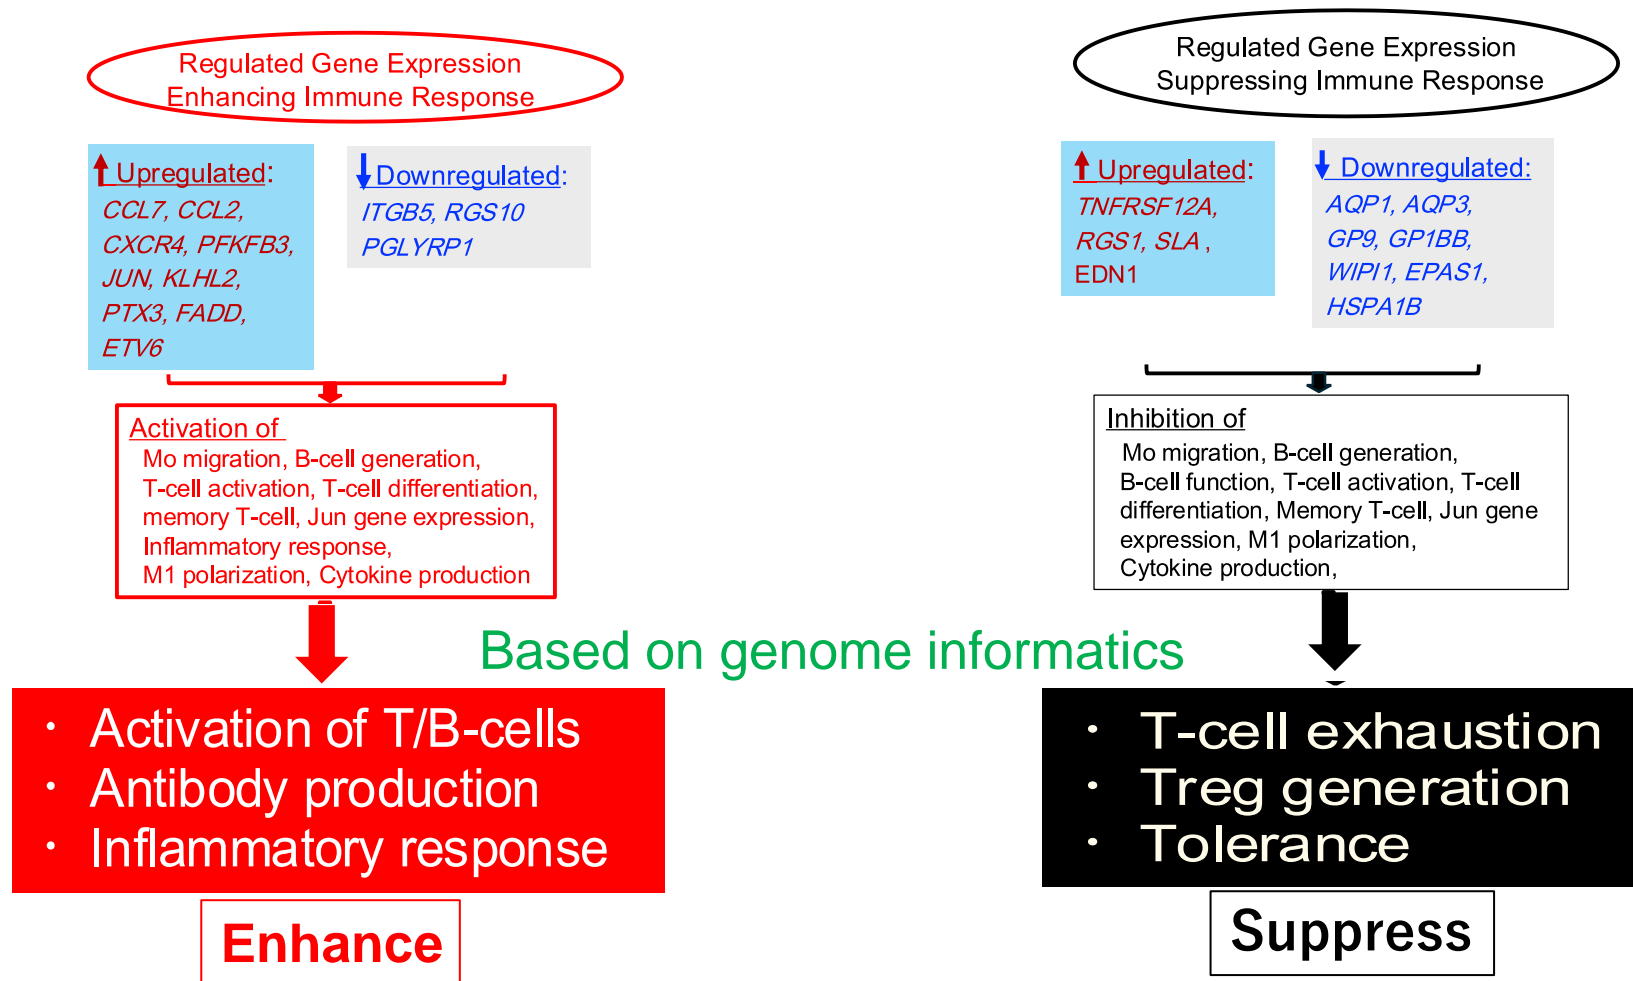 Regulated Gene Expression
Enhancing Immune Response
Upregulated:
CCL7, CCL2,
CXCR4, PFKFB3,
JUN, KLHL2,
PTX3, FADD,
ETV6
Downregulated:
ITGB5, RGS10
PGLYRP1
Activation of
Mo migration, B-cell generation,
T-cell activation, T-cell differentiation,
memory T-cell, Jun gene expression,
Inflammatory response,
M1 polarization, Cytokine production
・ Activation of T/B-cells
・ Antibody production
・ Inflammatory response
Enhance
Based on genome informatics
Regulated Gene Expression
Suppressing Immune Response
Upregulated:
TNFRSF12A,
RGS1, SLA ,
EDN1
Downregulated:
AQP1, AQP3,
GP9, GP1BB,
WIPI1, EPAS1,
HSPA1B
Inhibition of
Mo migration, B-cell generation,
B-cell function, T-cell activation, T-cell
differentiation, Memory T-cell, Jun gene
expression, M1 polarization,
Cytokine production,
・ T-cell exhaustion
・ Treg generation
・ Tolerance
Suppress